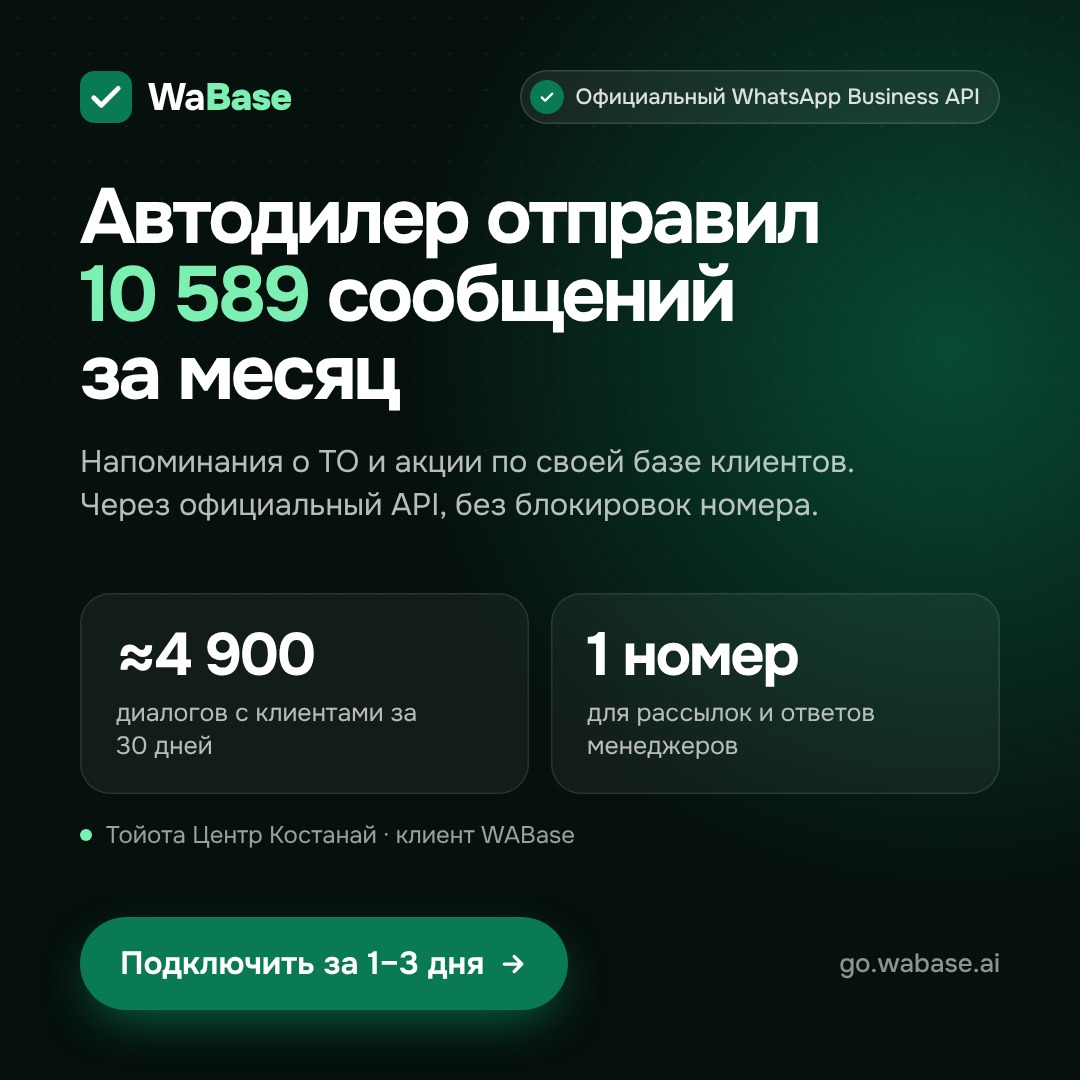 WaBase
Официальный WhatsApp Business API
Автодилер отправил
10 589 сообщений
за месяц
Напоминания о ТО и акции по своей базе клиентов.
Через официальный API, без блокировок номера.
≈4 900
диалогов с клиентами за
30 дней
1 номер
для рассылок и ответов
менеджеров
Тойота Центр Костанай · клиент WABase
Подключить за 1–3 дня →
go.wabase.ai